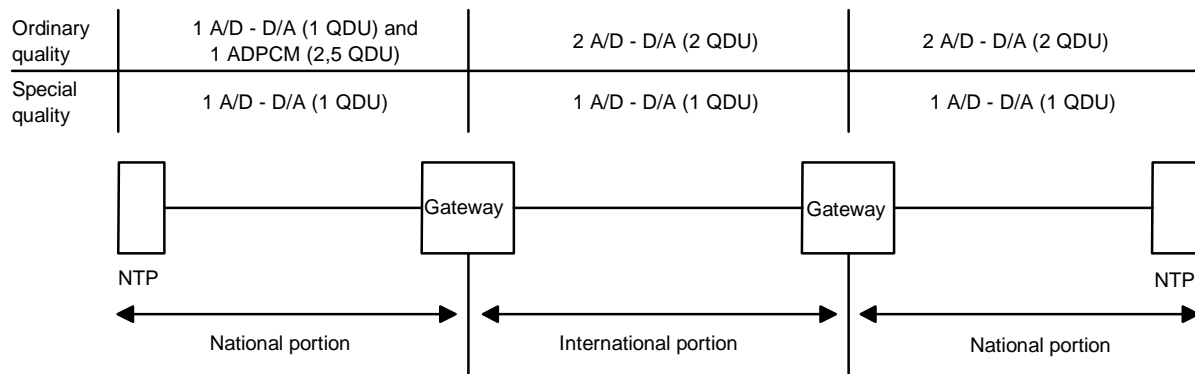 Ordinary
quality
1 A/D - D/A (1 QDU) and
1 ADPCM (2,5 QDU)
2 A/D - D/A (2 QDU)
2 A/D - D/A (2 QDU)
Special
quality
1 A/D - D/A (1 QDU)
1 A/D - D/A (1 QDU)
1 A/D - D/A (1 QDU)
Gateway
Gateway
NTP
NTP
National portion
International portion
National portion